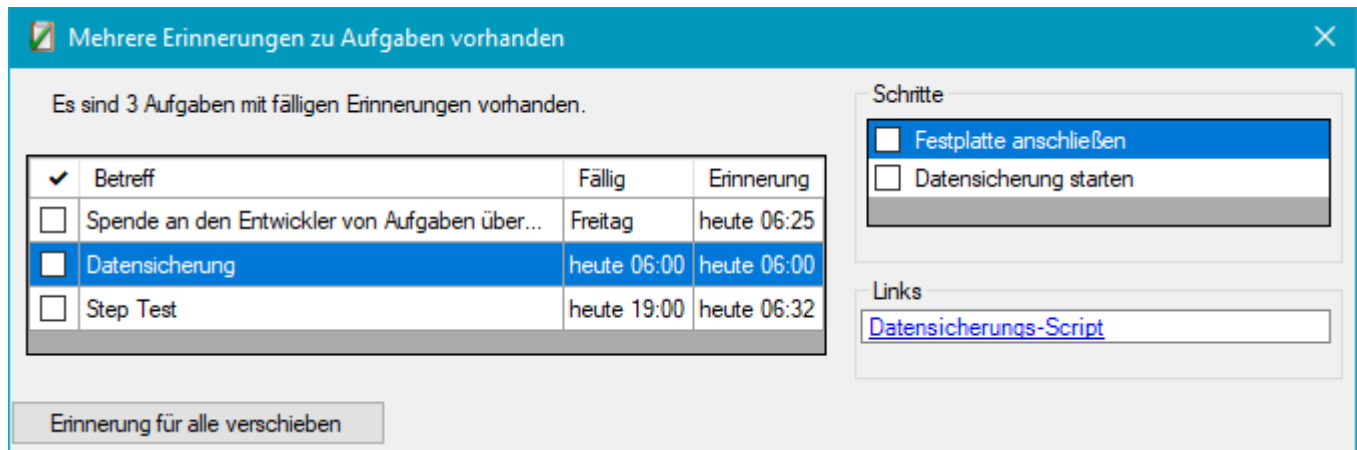 Mehrere Erinnerungen zu Aufgaben vorhanden
Es sind 3 Aufgaben mit fälligen Erinnerungen vorhanden.
Betreff Fällig Erinnerung
Spende an den Entwickler von Aufgaben über... Freitag heute 06:25
Datensicherung heute 06:00 heute 06:00
Step Test heute 19:00 heute 06:32
Erinnerung für alle verschieben
Schritte
Festplatte anschließen
Datensicherung starten
Links
Datensicherungs-Script